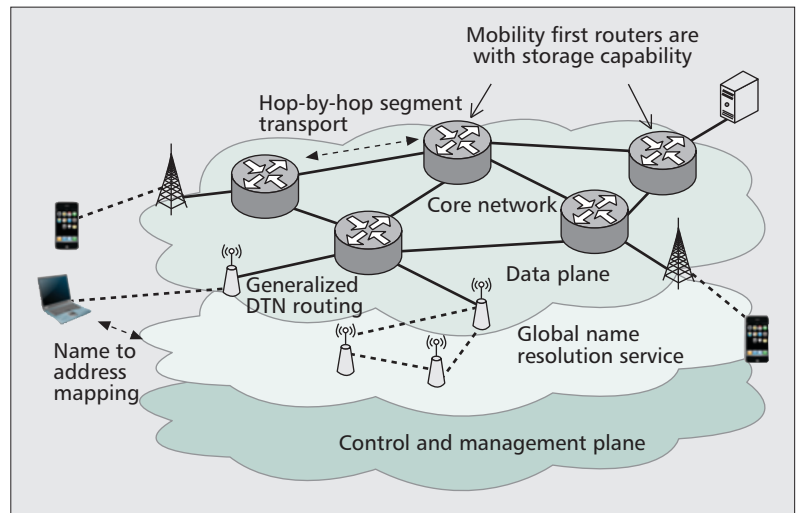 Mobility first routers are
with storage capability
Hop-by-hop segment
transport
Core network
Data plane
Generalized
DTN routing
Name to
address
mapping
Global name
resolution service
Control and management plane